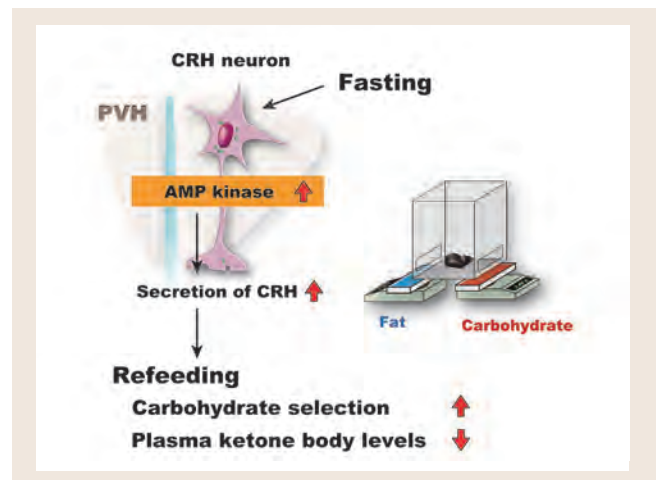 CRH neuron
Fasting
PVH
AMP kinase
Secretion of CRH
Fat
Carbohydrate
Refeeding
Carbohydrate selection
Plasma ketone body levels